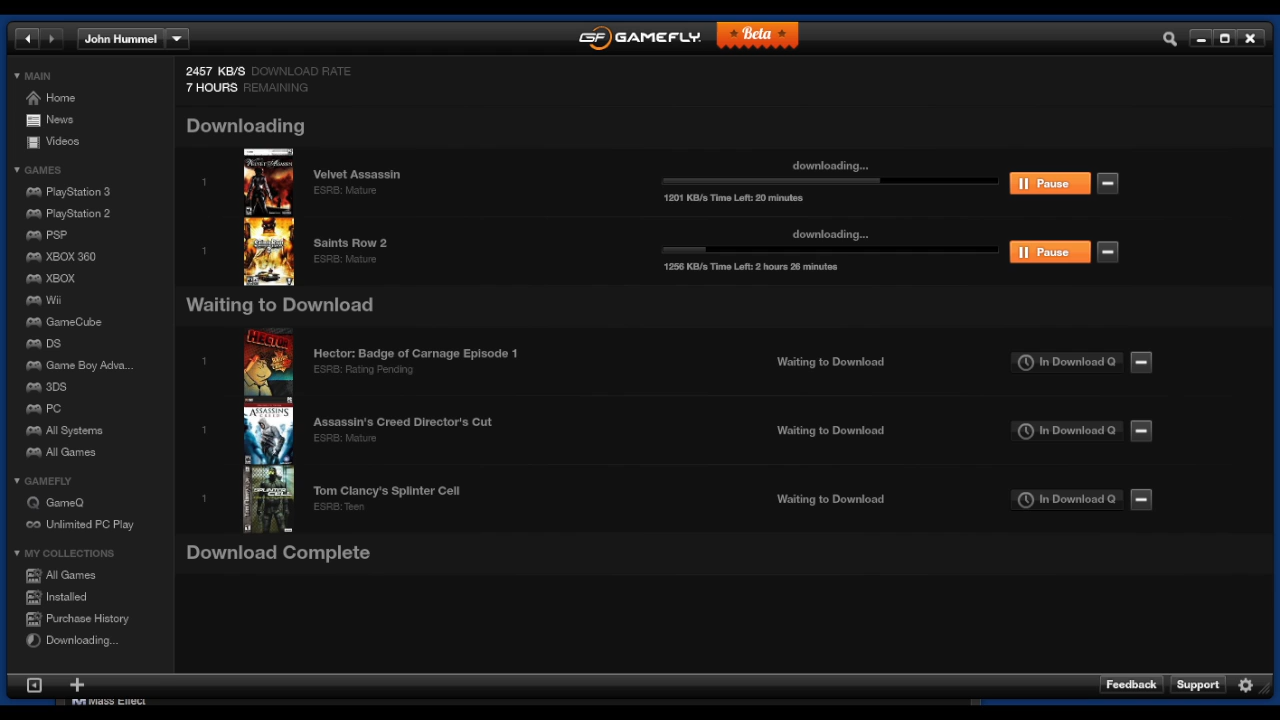 John Hummel
GAMEFLY
Beta
2457 KB/S DOWNLOAD RATE
7 HOURS REMAINING
MAIN
Home
News
Videos
GAMES
PlayStation 3
PlayStation 2
PSP
XBOX 360
XBOX
Wii
GameCube
DS
Game Boy Adva...
3DS
PC
All Systems
All Games
GAMEFLY
GameQ
Unlimited PC Play
MY COLLECTIONS
All Games
Installed
Purchase History
Downloading...
Downloading
1
Velvet Assassin
ESRB: Mature
downloading...
1201 KB/s Time Left: 20 minutes
Pause
1
Saints Row 2
ESRB: Mature
downloading...
1256 KB/s Time Left: 2 hours 26 minutes
Pause
Waiting to Download
1
HECTOR
Hector: Badge of Carnage Episode 1
ESRB: Rating Pending
Waiting to Download
In Download Q
1
ASSASSIN'S
Assassin's Creed Director's Cut
ESRB: Mature
Waiting to Download
In Download Q
1
SPLINTER CELL
Tom Clancy's Splinter Cell
ESRB: Teen
Waiting to Download
In Download Q
Download Complete
Feedback
Support
Mass Effect